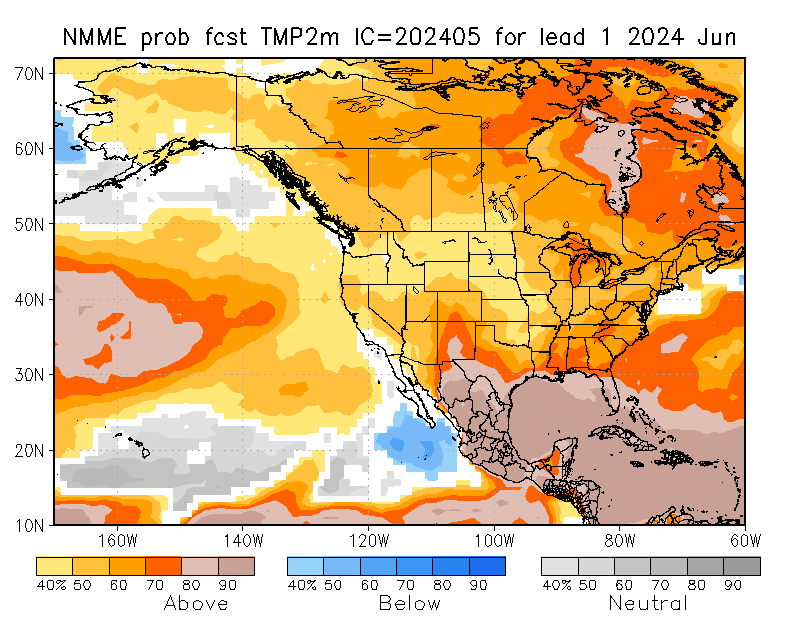 NMME prob fcst TMP2m IC=202405 for lead 1 2024 Jun
70N
60N
50N
40N
30N
20N
10N
160W 140W 120W 100W 80W 60W
40% 50 60 70 80 90 40% 50 60 70 80 90 40% 50 60 70 80 90
Above Below Neutral